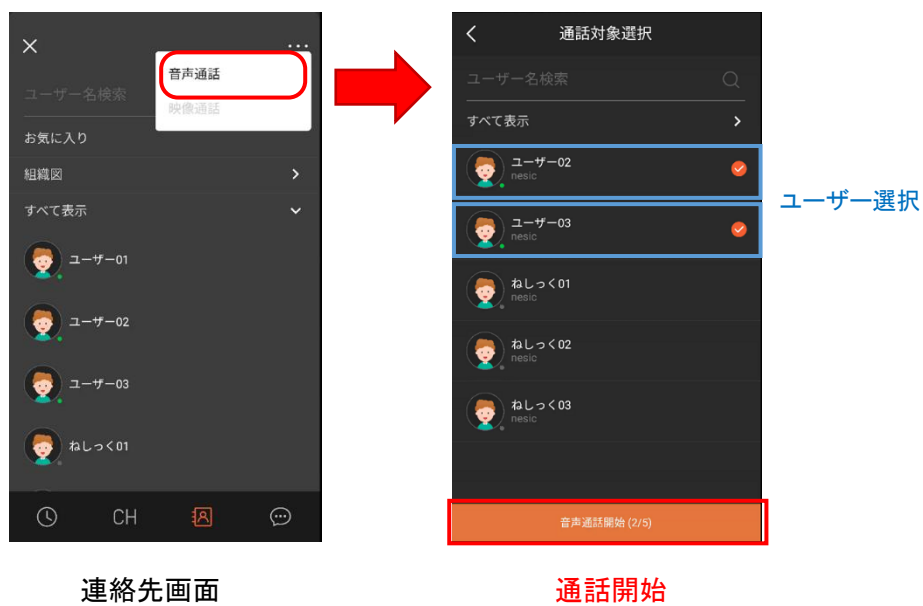 音声通話
ユーザー名検索
映像通話
お気に入り
組織図
すべて表示
ユーザー01
ユーザー02
ユーザー03
ねしっく01
CH
連絡先画面
通話対象選択
ユーザー名検索
すべて表示
ユーザー02
nesic
ユーザー03
nesic
ねしっく01
nesic
ねしっく02
nesic
ねしっく03
nesic
音声通話開始 (2/5)
ユーザー選択
通話開始